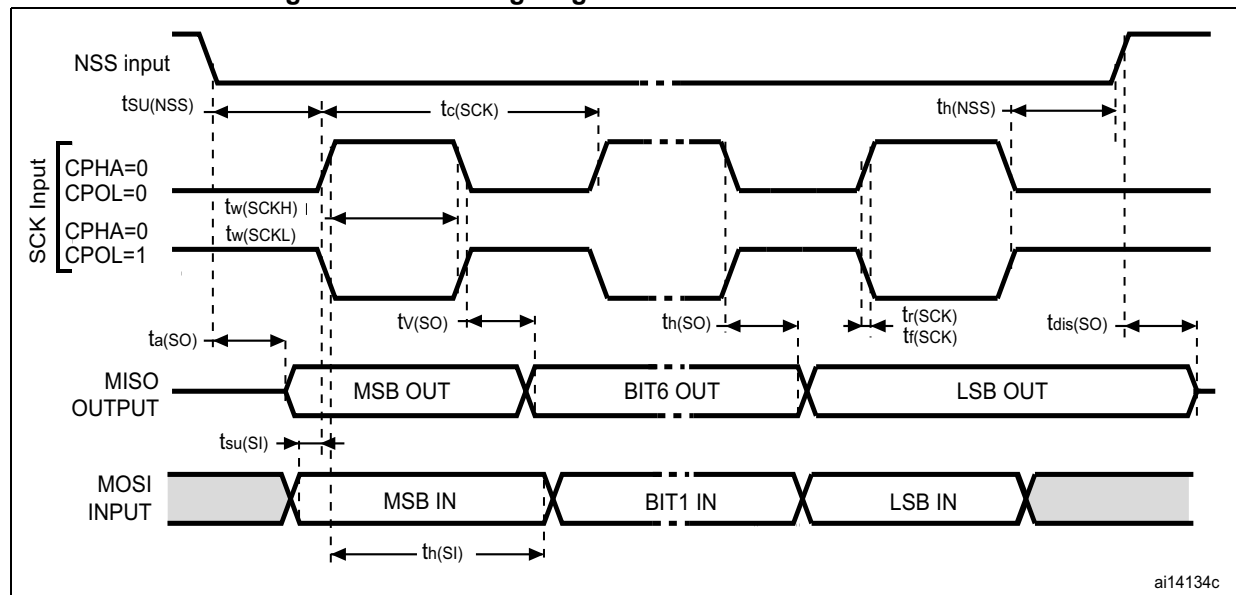 NSS input
tSU(NSS)
tc(SCK)
th(NSS)
SCK Input
CPHA=0
CPOL=0
tw(SCKH)
CPHA=0
CPOL=1
tw(SCKL)
ta(SO)
tV(SO)
th(SO)
tr(SCK)
tf(SCK)
tdis(SO)
MISO
OUTPUT
MSB OUT
BIT6 OUT
LSB OUT
tsu(SI)
MOSI
INPUT
MSB IN
BIT1 IN
LSB IN
th(SI)
ai14134c